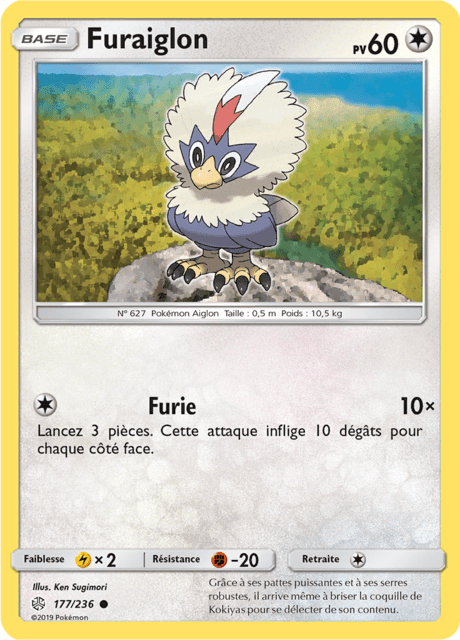 BASE Furaiglon PV60
N° 627 Pokémon Aiglon Taille : 0,5 m Poids : 10,5 kg
Furie 10×
Lancez 3 pièces. Cette attaque inflige 10 dégâts pour
chaque côté face.
Faiblesse ×2 Résistance -20 Retraite
Illus. Ken Sugimori
177/236
©2019 Pokémon
Grâce à ses pattes puissantes et à ses serres
robustes, il arrive même à briser la coquille de
Kokiyas pour se délecter de son contenu.